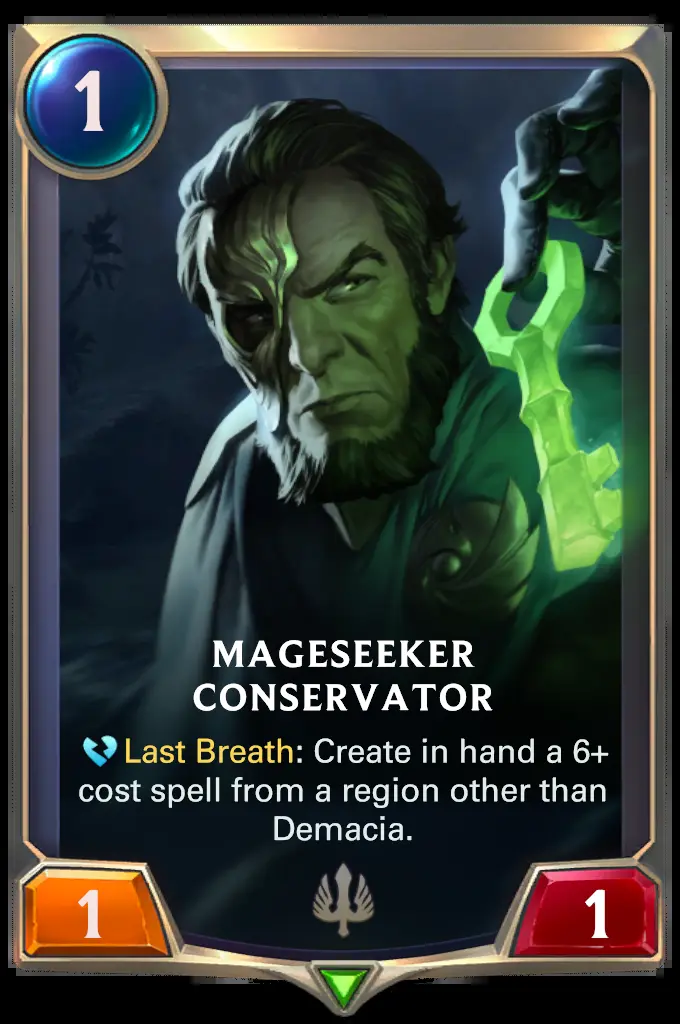 1
MAGESEEKER
CONSERVATOR
Last Breath: Create in hand a 6+
cost spell from a region other than
Demacia.
1
1